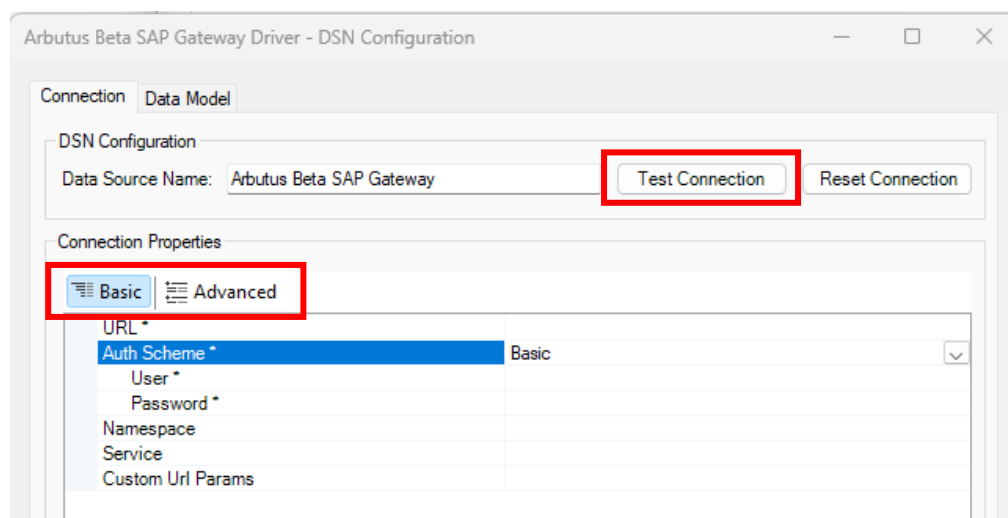 Arbutus Beta SAP Gateway Driver - DSN Configuration
Connection Data Model
DSN Configuration
Data Source Name: Arbutus Beta SAP Gateway Test Connection Reset Connection
Connection Properties
Basic Advanced
URL *
Auth Scheme * Basic
User *
Password *
Namespace
Service
Custom Url Params